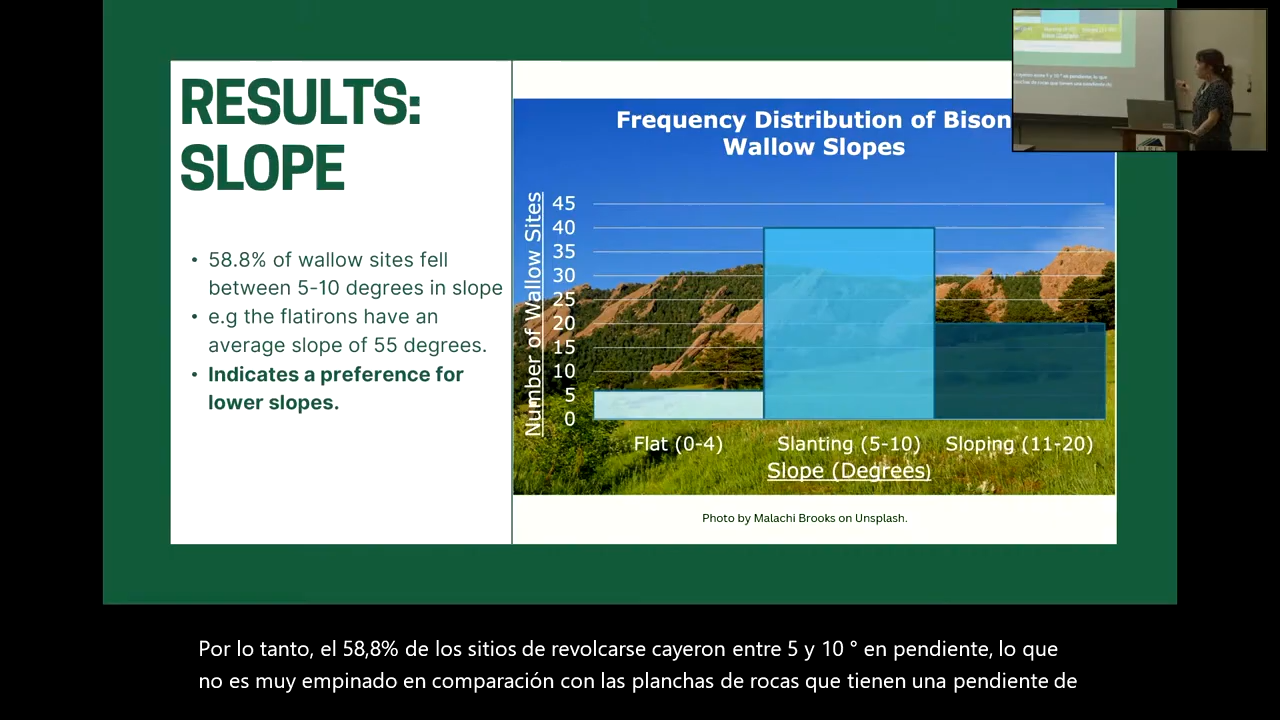 RESULTS:
SLOPE
• 58.8% of wallow sites fell
between 5-10 degrees in slope
• e.g the flatirons have an
average slope of 55 degrees.
• Indicates a preference for
lower slopes.
Frequency Distribution of Bison
Wallow Slopes
Number of Wallow Sites
45
40
35
30
25
20
15
10
5
0
Flat (0-4) Slanting (5-10) Sloping (11-20)
Slope (Degrees)
Photo by Malachi Brooks on Unsplash.
Por lo tanto, el 58,8% de los sitios de revolcarse cayeron entre 5 y 10 ° en pendiente, lo que
no es muy empinado en comparación con las planchas de rocas que tienen una pendiente de